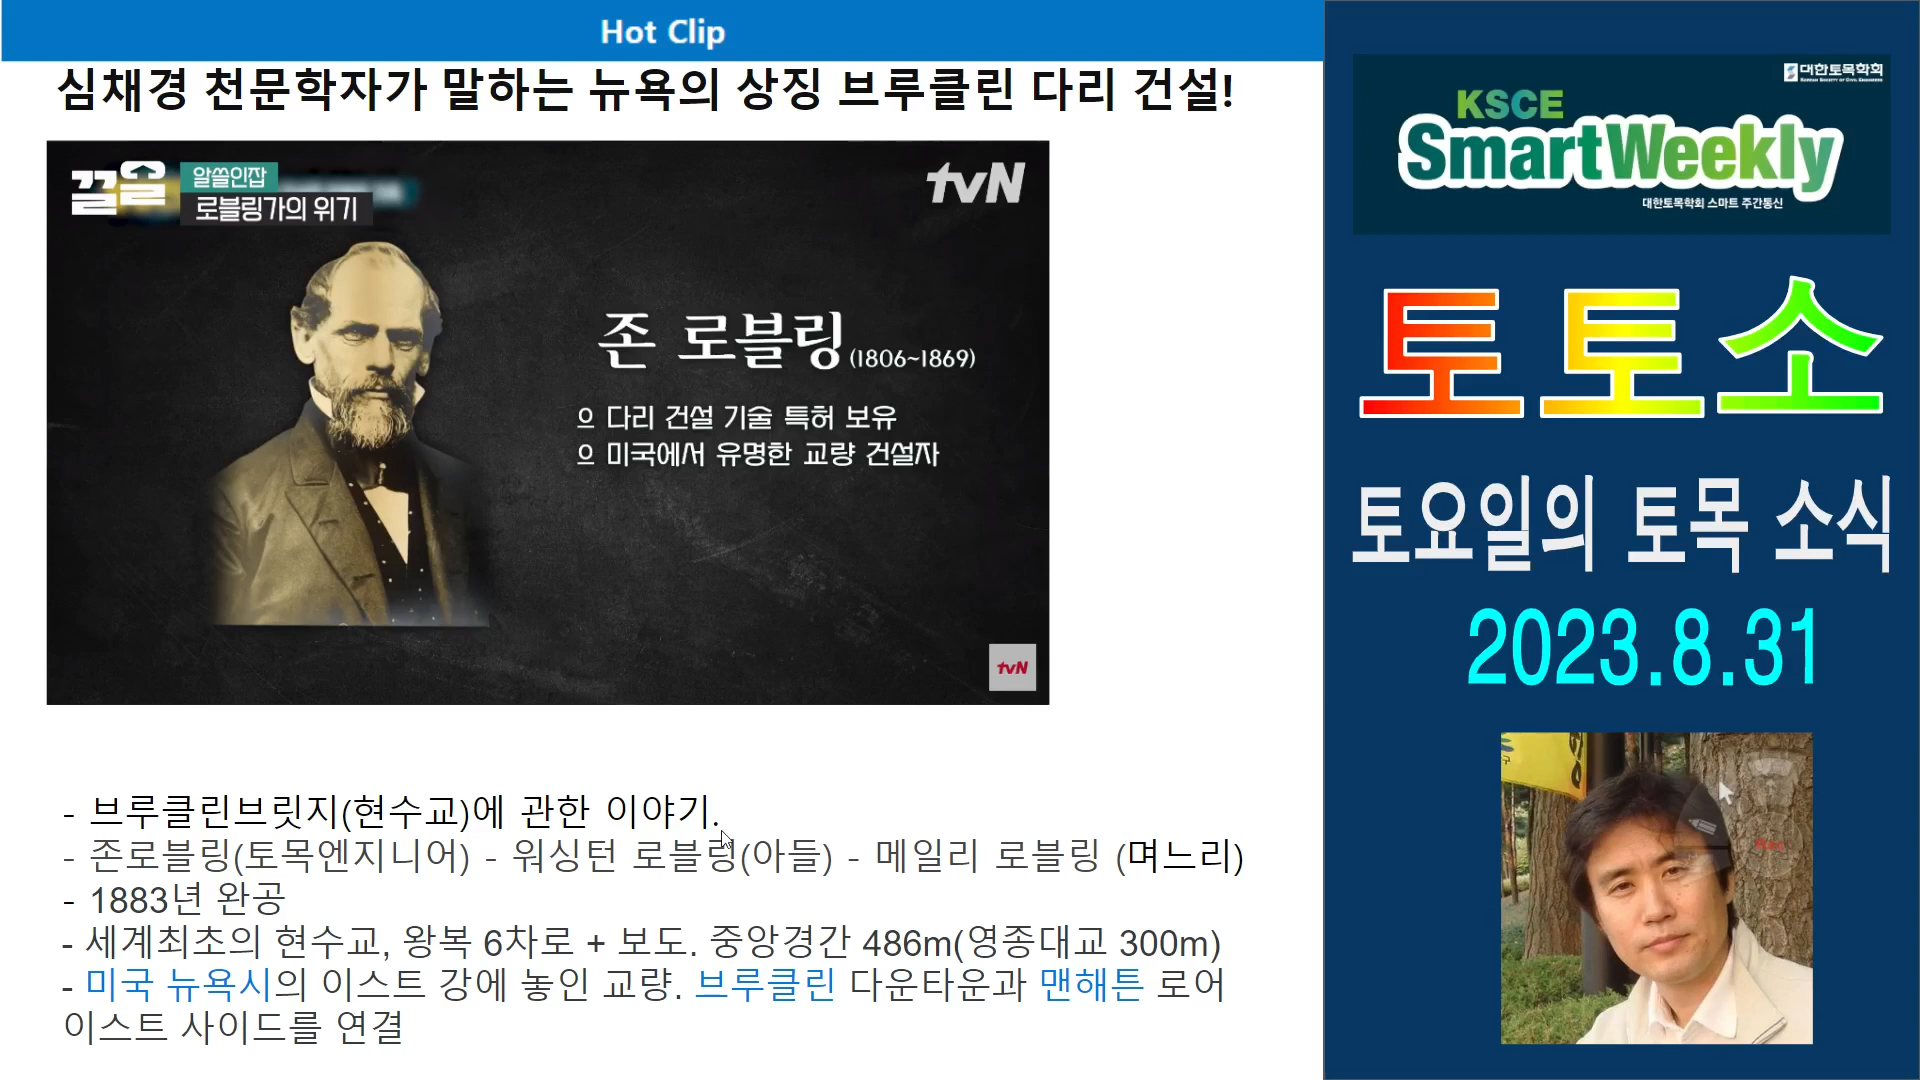 Hot Clip
심채경 천문학자가 말하는 뉴욕의 상징 브루클린 다리 건설!
끌올
알쓸인잡
로블링가의 위기
tvN
존 로블링 (1806~1869)
으 다리 건설 기술 특허 보유
으 미국에서 유명한 교량 건설자
tvN
- 브루클린브릿지(현수교)에 관한 이야기.
- 존로블링(토목엔지니어) - 워싱턴 로블링(아들) - 메일리 로블링 (며느리)
- 1883년 완공
- 세계최초의 현수교, 왕복 6차로 + 보도. 중앙경간 486m(영종대교 300m)
- 미국 뉴욕시의 이스트 강에 놓인 교량. 브루클린 다운타운과 맨해튼 로어
이스트 사이드를 연결
대한토목학회
KOREAN SOCIETY OF CIVIL ENGINEERS
KSCE
SmartWeekly
대한토목학회 스마트 주간통신
토토소
토요일의 토목 소식
2023.8.31